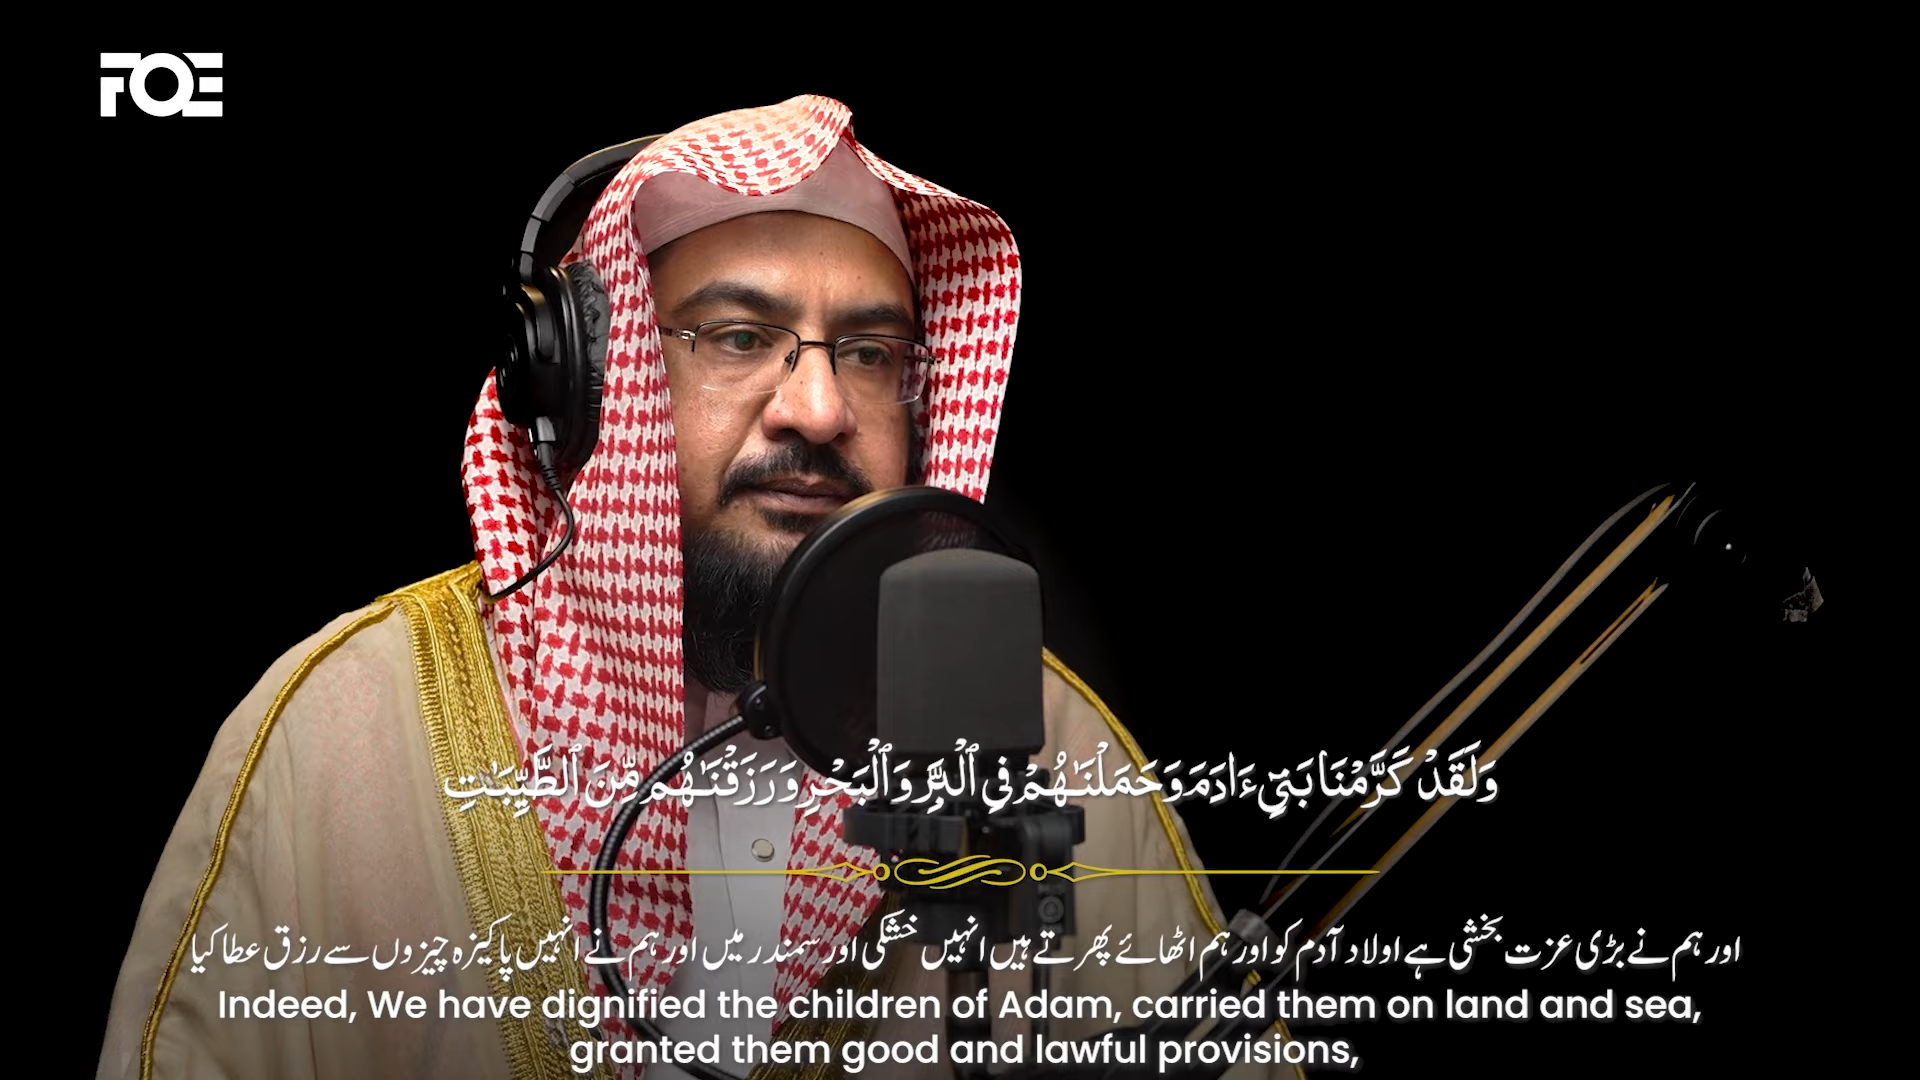 FOE
وَلَقَدْ كَرَّمْنَا بَنِيٓ ءَادَمَ وَحَمَلْنَٰهُمْ فِي ٱلْبَرِّ وَٱلْبَحْرِ وَرَزَقْنَٰهُم مِّنَ ٱلطَّيِّبَٰتِ
اور ہم نے بڑی عزت بخشی ہے اولاد آدم کو اور ہم اٹھائے پھرتے ہیں انہیں خشکی اور سمندر میں اور ہم نے انہیں پاکیزہ چیزوں سے رزق عطا کیا
Indeed, We have dignified the children of Adam, carried them on land and sea,
granted them good and lawful provisions,